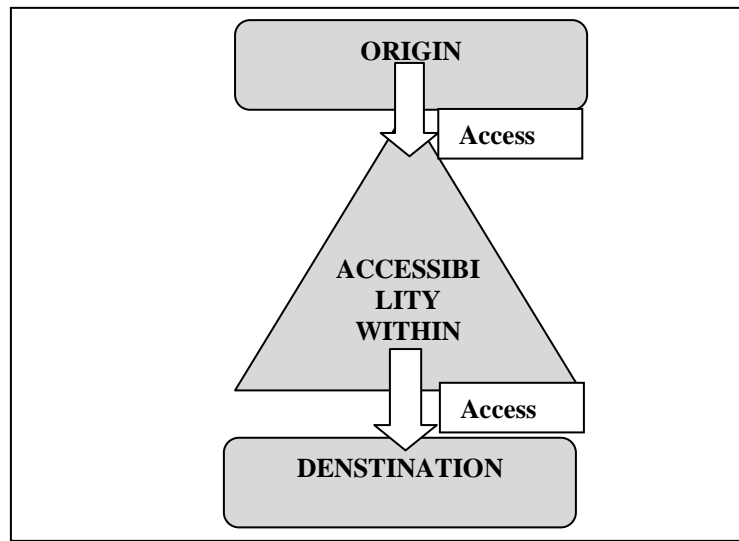 ORIGIN
Access
ACCESSIBI
LITY
WITHIN
Access
DENSTINATION